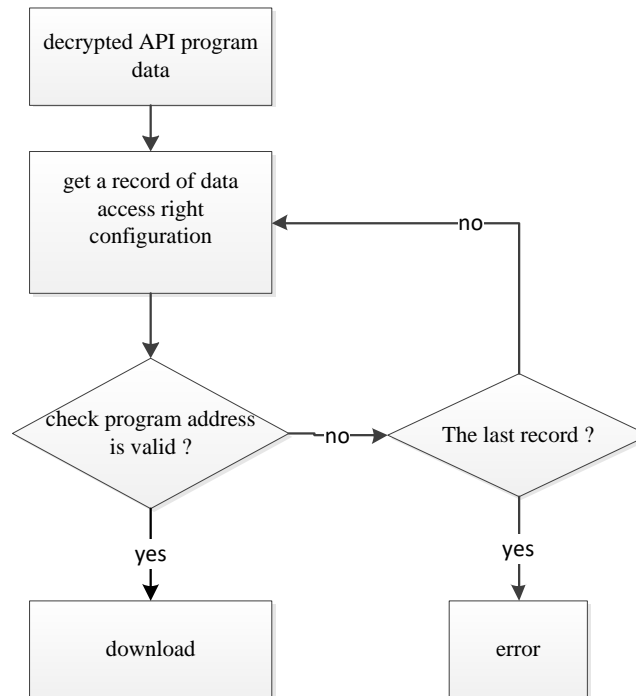 decrypted API program
data
get a record of data
access right
configuration
no
check program address
is valid ?
no
The last record ?
yes
yes
download
error